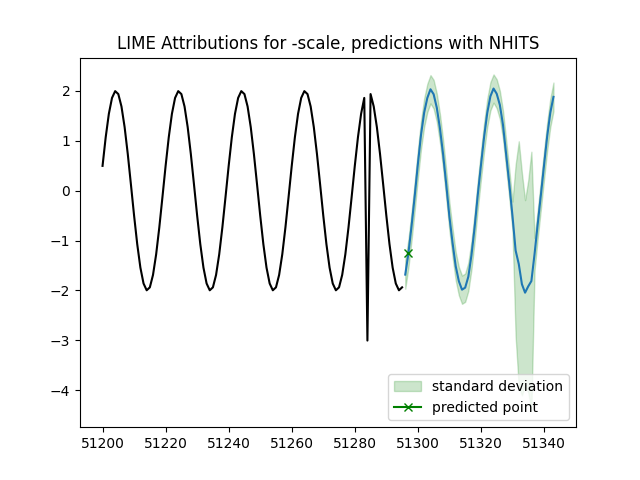 LIME Attributions for -scale, predictions with NHITS
2
1
0
−1
−2
−3
−4
standard deviation
predicted point
51200 51220 51240 51260 51280 51300 51320 51340